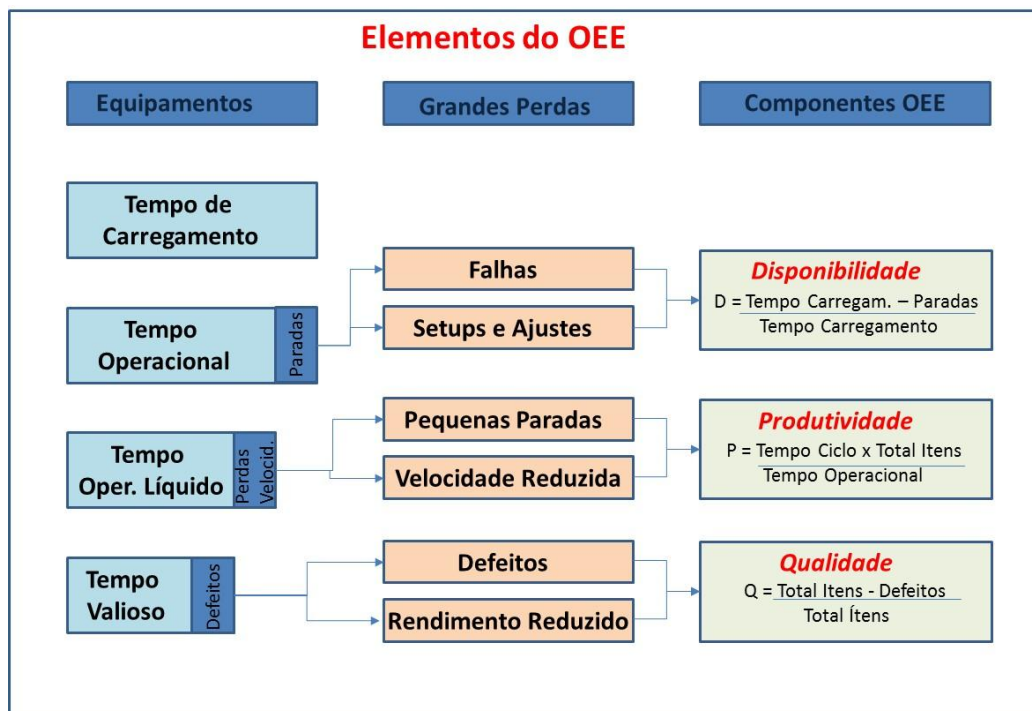 Elementos do OEE
Equipamentos
Grandes Perdas
Componentes OEE
Tempo de
Carregamento
Falhas
Setups e Ajustes
Disponibilidade
D = Tempo Carregam. – Paradas
Tempo Carregamento
Tempo
Operacional
Paradas
Pequenas Paradas
Velocidade Reduzida
Produtividade
P = Tempo Ciclo x Total Itens
Tempo Operacional
Tempo
Oper. Líquido
Perdas
Velocid.
Defeitos
Rendimento Reduzido
Qualidade
Q = Total Itens - Defeitos
Total Ítens
Tempo
Valioso
Defeitos